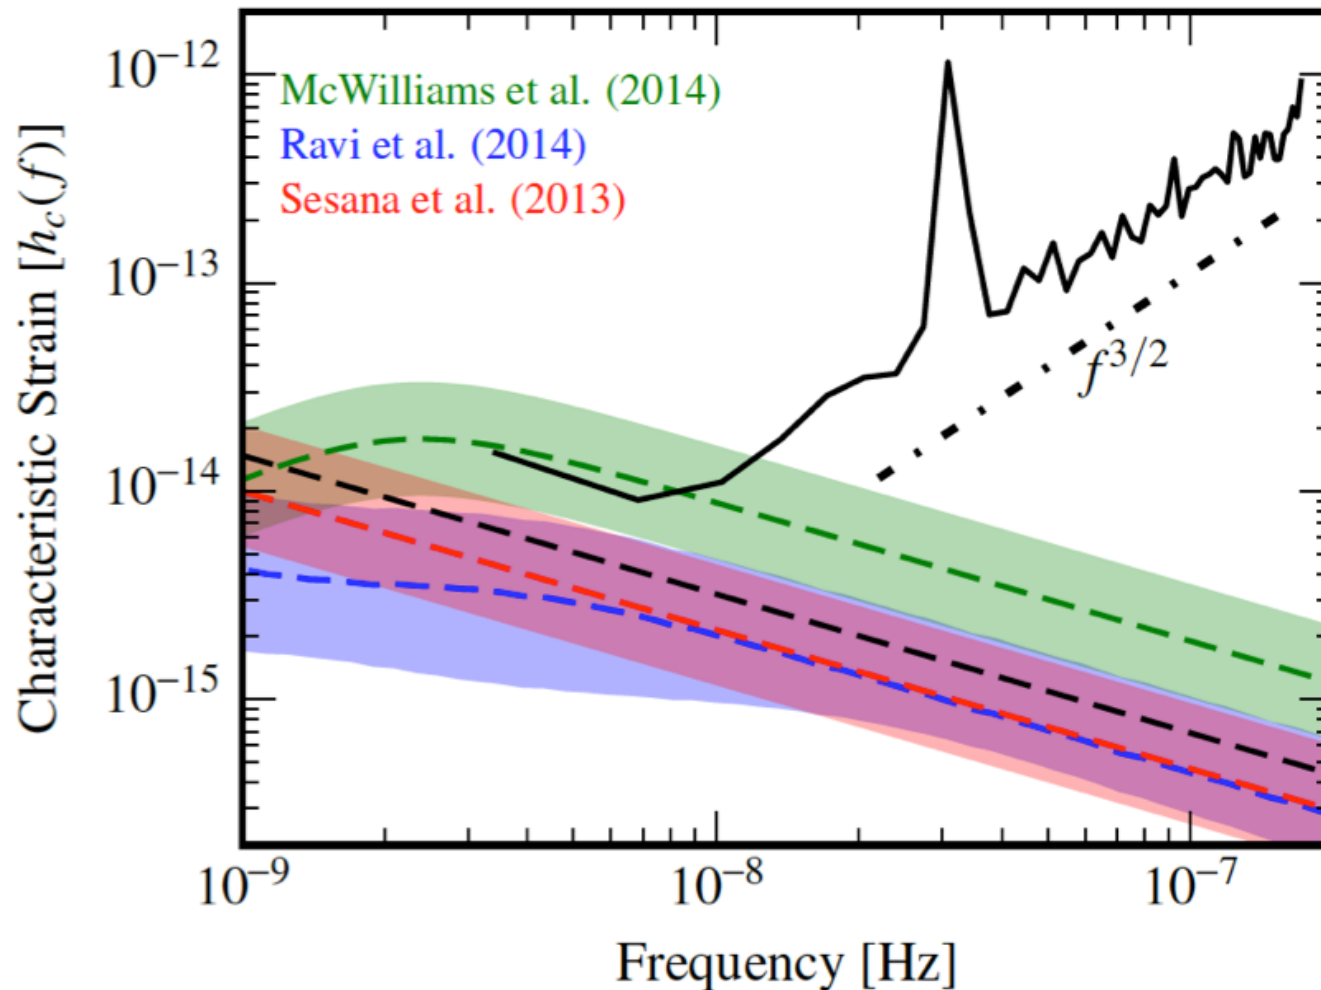 10⁻¹²
McWilliams et al. (2014)
Ravi et al. (2014)
Sesana et al. (2013)
10⁻¹³
f³/²
10⁻¹⁴
10⁻¹⁵
Characteristic Strain [h_c(f)]
10⁻⁹ 10⁻⁸ 10⁻⁷
Frequency [Hz]